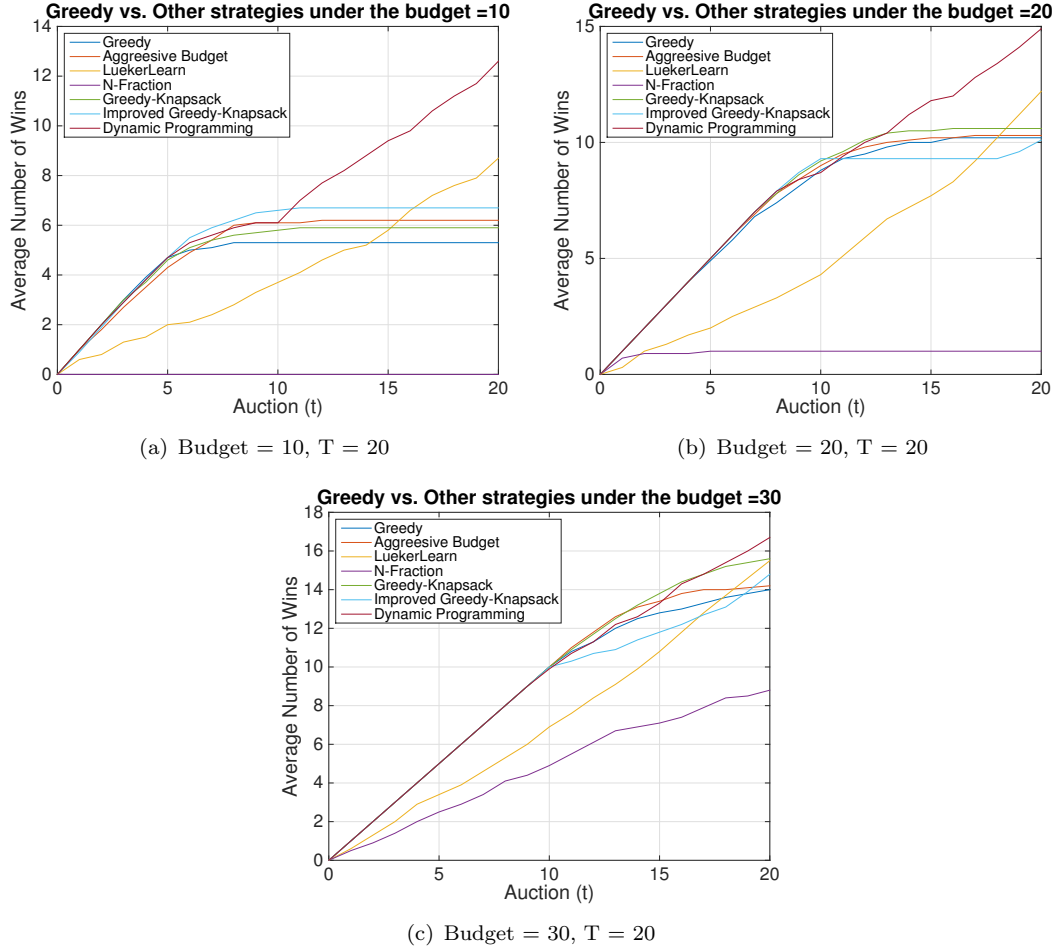 Greedy vs. Other strategies under the budget =10
14
12
10
8
6
4
2
0
Average Number of Wins
Greedy
Aggreesive Budget
LuekerLearn
N-Fraction
Greedy-Knapsack
Improved Greedy-Knapsack
Dynamic Programming
0 5 10 15 20
Auction (t)
(a) Budget = 10, T = 20
Greedy vs. Other strategies under the budget =20
15
10
5
0
Average Number of Wins
Greedy
Aggreesive Budget
LuekerLearn
N-Fraction
Greedy-Knapsack
Improved Greedy-Knapsack
Dynamic Programming
0 5 10 15 20
Auction (t)
(b) Budget = 20, T = 20
Greedy vs. Other strategies under the budget =30
18
16
14
12
10
8
6
4
2
0
Average Number of Wins
Greedy
Aggreesive Budget
LuekerLearn
N-Fraction
Greedy-Knapsack
Improved Greedy-Knapsack
Dynamic Programming
0 5 10 15 20
Auction (t)
(c) Budget = 30, T = 20